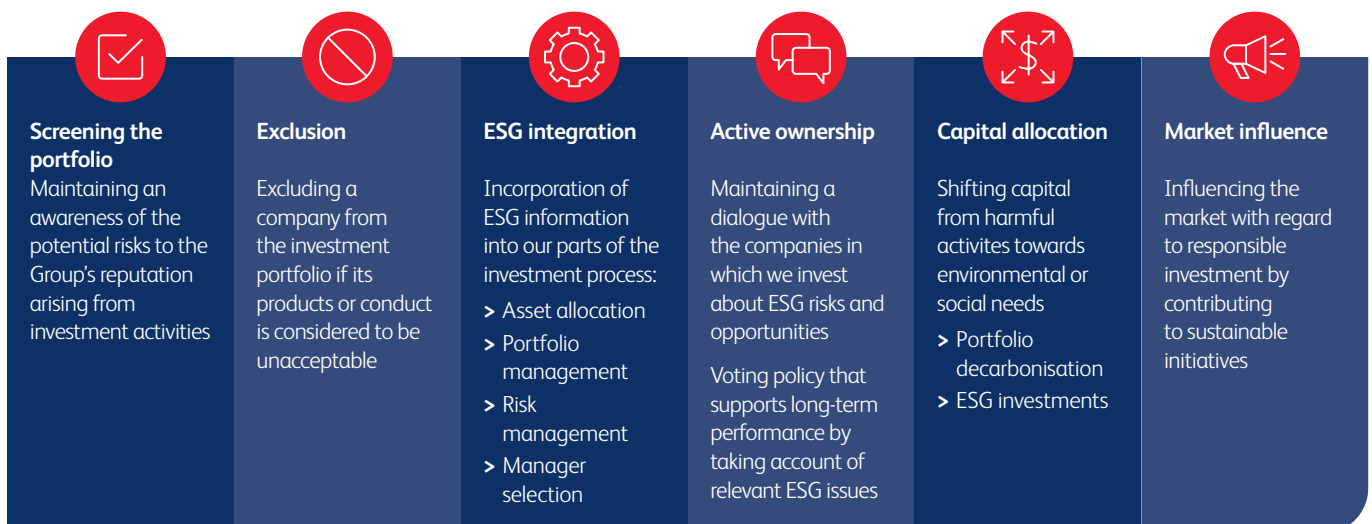 Screening the
portfolio
Maintaining an
awareness of the
potential risks to the
Group's reputation
arising from
investment activities
Exclusion
Excluding a
company from
the investment
portfolio if its
products or conduct
is considered to be
unacceptable
ESG integration
Incorporation of
ESG information
into our parts of the
investment process:
> Asset allocation
> Portfolio
management
> Risk
management
> Manager
selection
Active ownership
Maintaining a
dialogue with
the companies in
which we invest
about ESG risks and
opportunities
Voting policy that
supports long-term
performance by
taking account of
relevant ESG issues
$
Capital allocation
Shifting capital
from harmful
activites towards
environmental or
social needs
> Portfolio
decarbonisation
> ESG investments
Market influence
Influencing the
market with regard
to responsible
investment by
contributing
to sustainable
initiatives